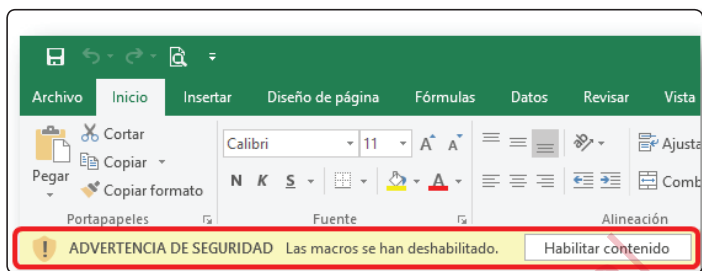 Archivo Inicio Insertar Diseño de página Fórmulas Datos Revisar Vista
Cortar
Copiar
Pegar
Copiar formato
Calibri 11 A A
N K S A
Ajusta
Comb
Portapapeles Fuente Alineación
ADVERTENCIA DE SEGURIDAD Las macros se han deshabilitado. Habilitar contenido